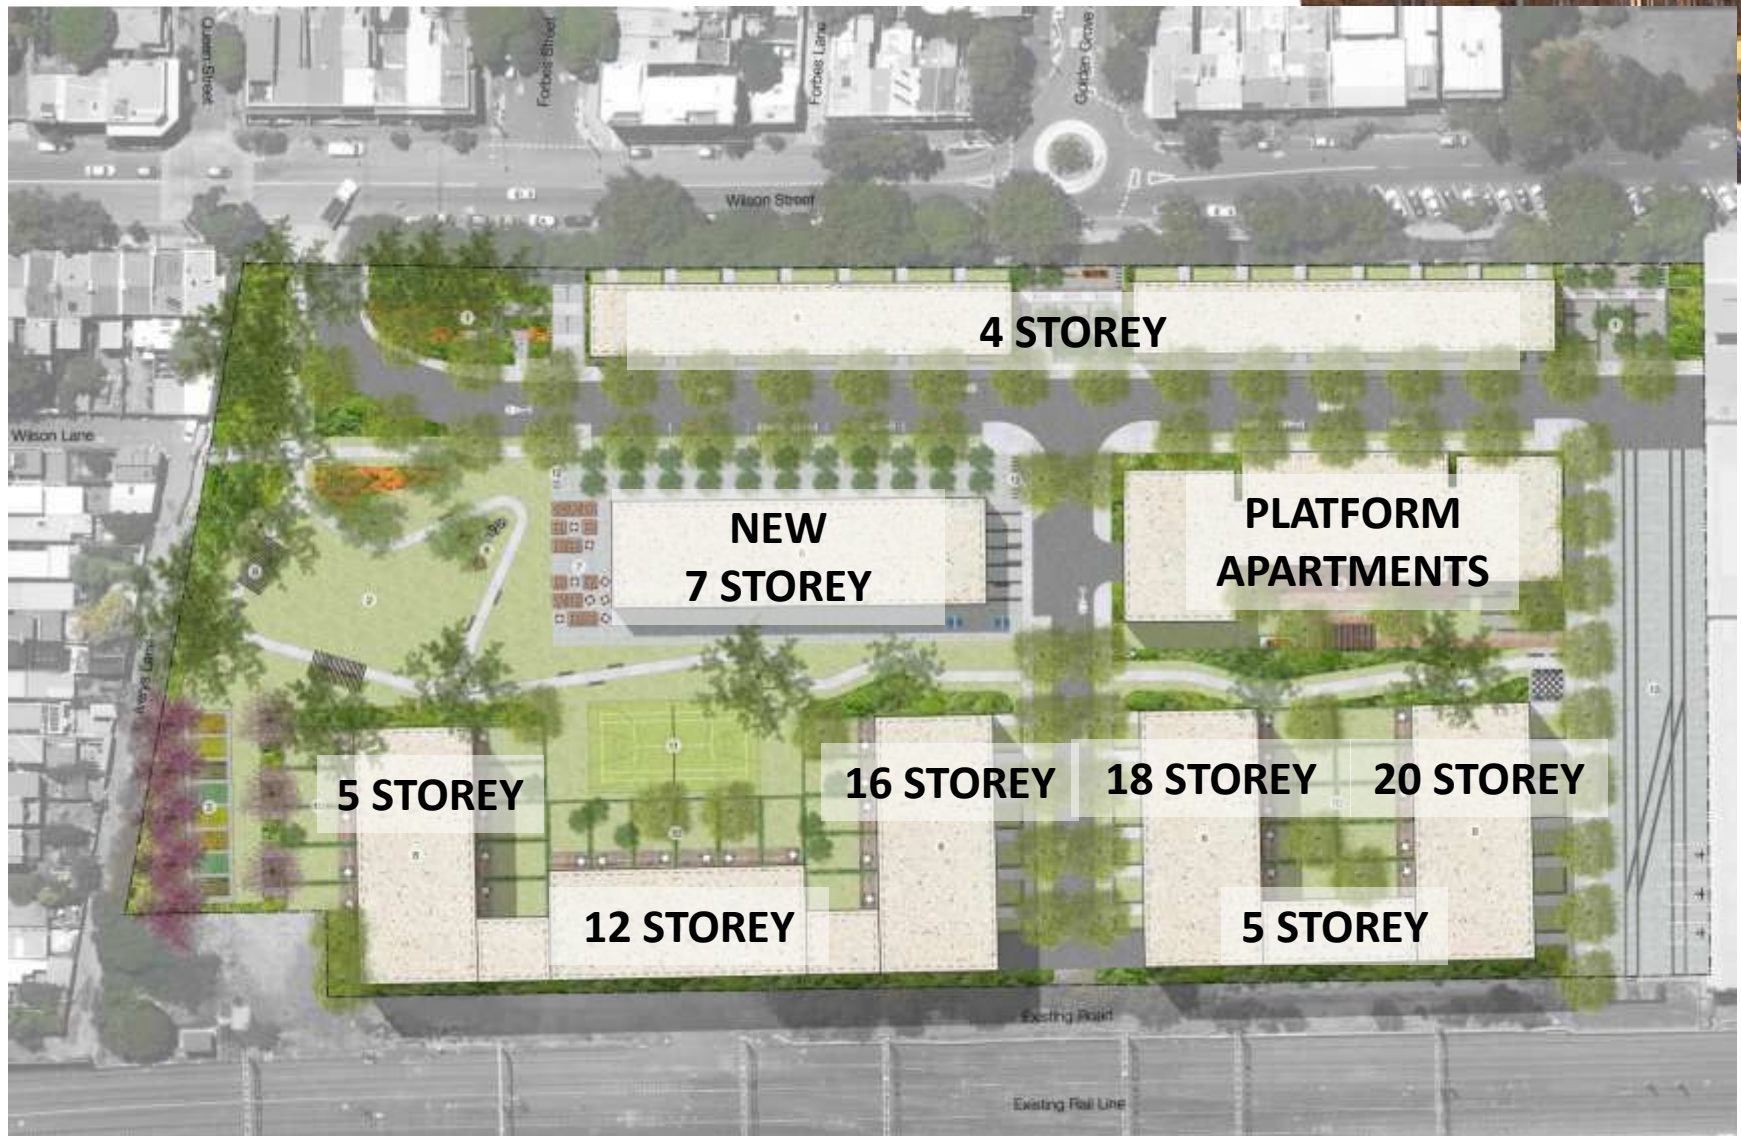 Queen Street
Forbes Street
Forbes Lane
Golden Grove
Wilson Street
4 STOREY
Wilson Lane
NEW
7 STOREY
PLATFORM
APARTMENTS
5 STOREY
16 STOREY
18 STOREY
20 STOREY
12 STOREY
5 STOREY
Existing Road
Existing Rail Line